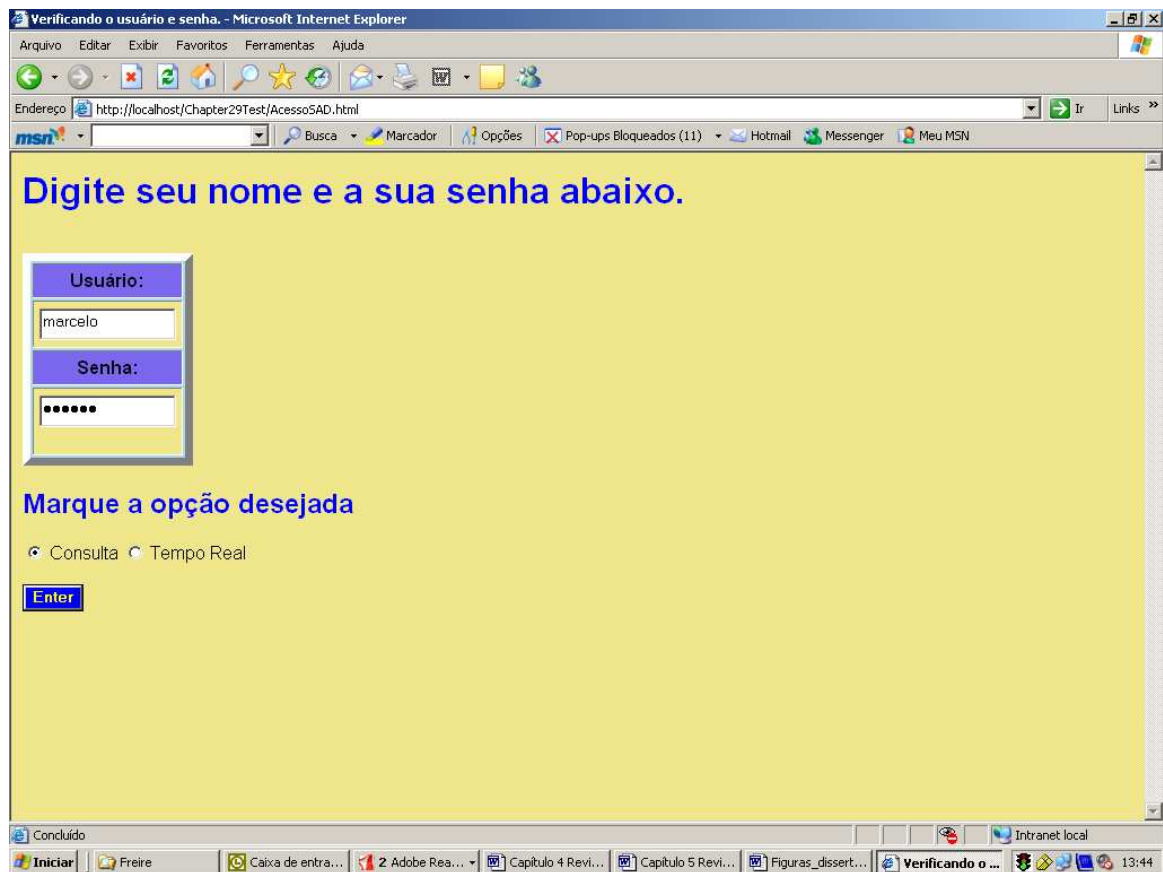 Verificando o usuário e senha. - Microsoft Internet Explorer
Arquivo Editar Exibir Favoritos Ferramentas Ajuda
Endereço http://localhost/Chapter29Test/AcessoSAD.html Ir Links »
msn Busca Marcador Opções Pop-ups Bloqueados (11) Hotmail Messenger Meu MSN
Digite seu nome e a sua senha abaixo.
Usuário:
marcelo
Senha:
••••••
Marque a opção desejada
Consulta Tempo Real
Enter
Concluído Intranet local
Iniciar Freire Caixa de entra... 2 Adobe Rea... Capítulo 4 Revi... Capítulo 5 Revi... Figuras_dissert... Verificando o ... 13:44